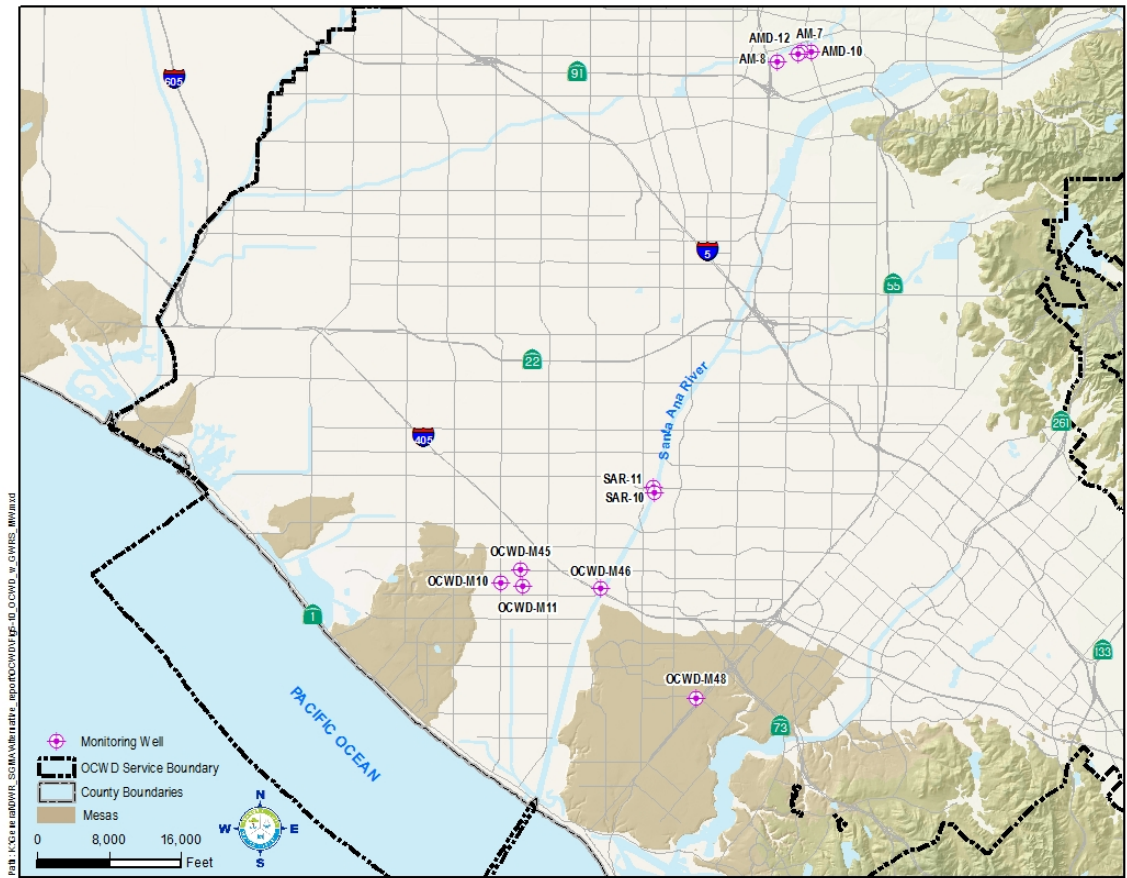 AMD-12
AM-7
AM-8
AMD-10
605
91
5
55
22
Santa Ana River
405
261
SAR-11
SAR-10
OCWD-M45
OCWD-M10
OCWD-M46
OCWD-M11
1
133
OCWD-M48
73
PACIFIC OCEAN
Monitoring Well
OCWD Service Boundary
County Boundaries
Mesas
N
W
E
S
0 8,000 16,000
Feet